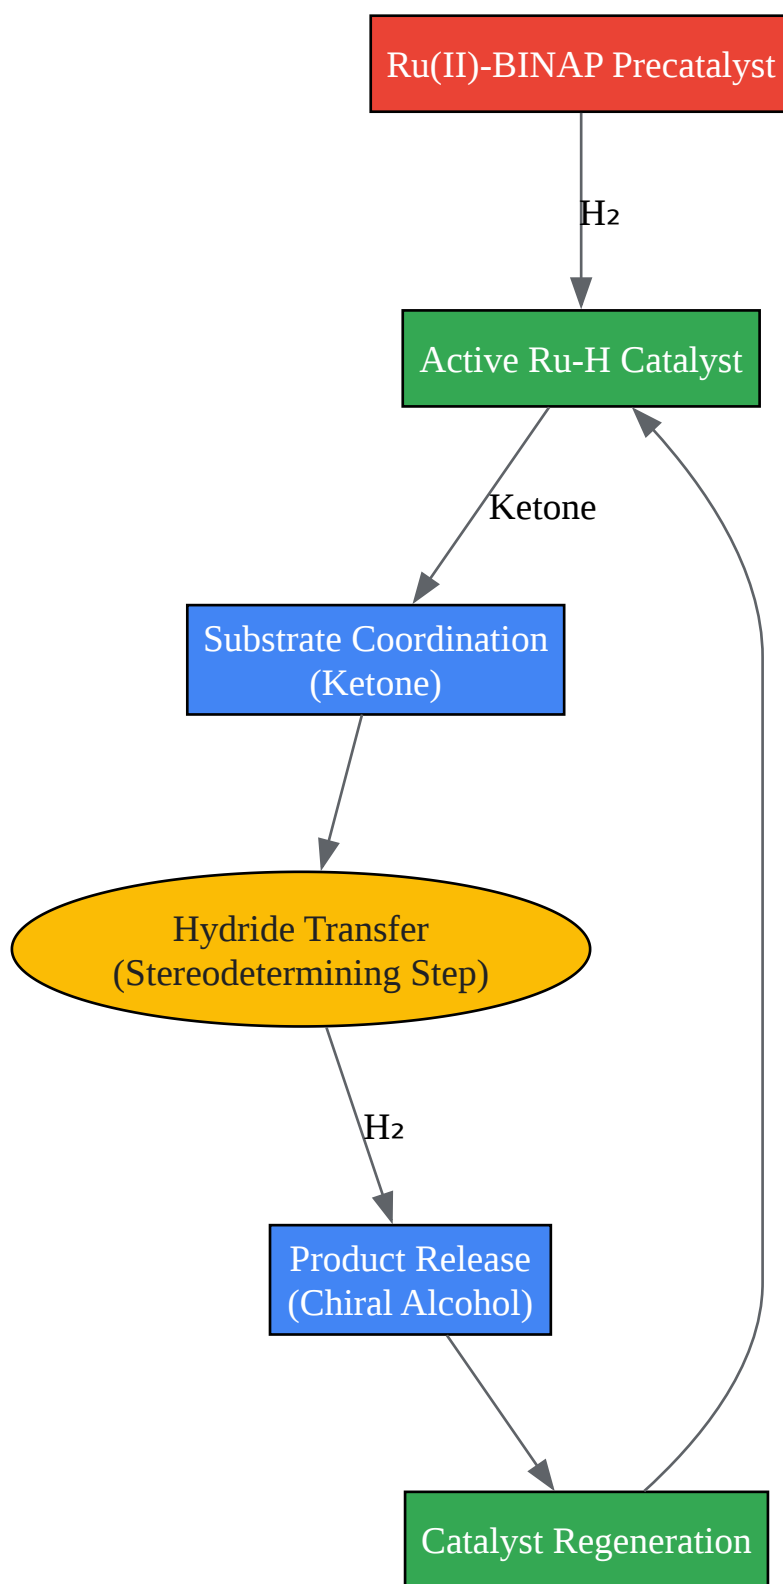 Ru(II)-BINAP Precatalyst
H₂
Active Ru-H Catalyst
Ketone
Substrate Coordination
(Ketone)
Hydride Transfer
(Stereodetermining Step)
H₂
Product Release
(Chiral Alcohol)
Catalyst Regeneration